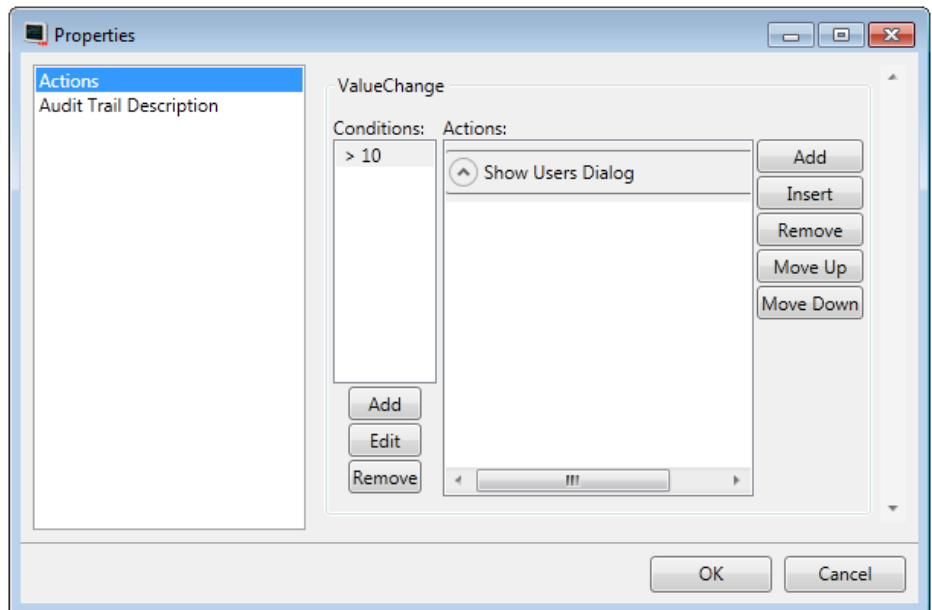 Properties
Actions
Audit Trail Description
ValueChange
Conditions:
Actions:
> 10
Show Users Dialog
Add
Insert
Remove
Move Up
Move Down
Add
Edit
Remove
OK
Cancel